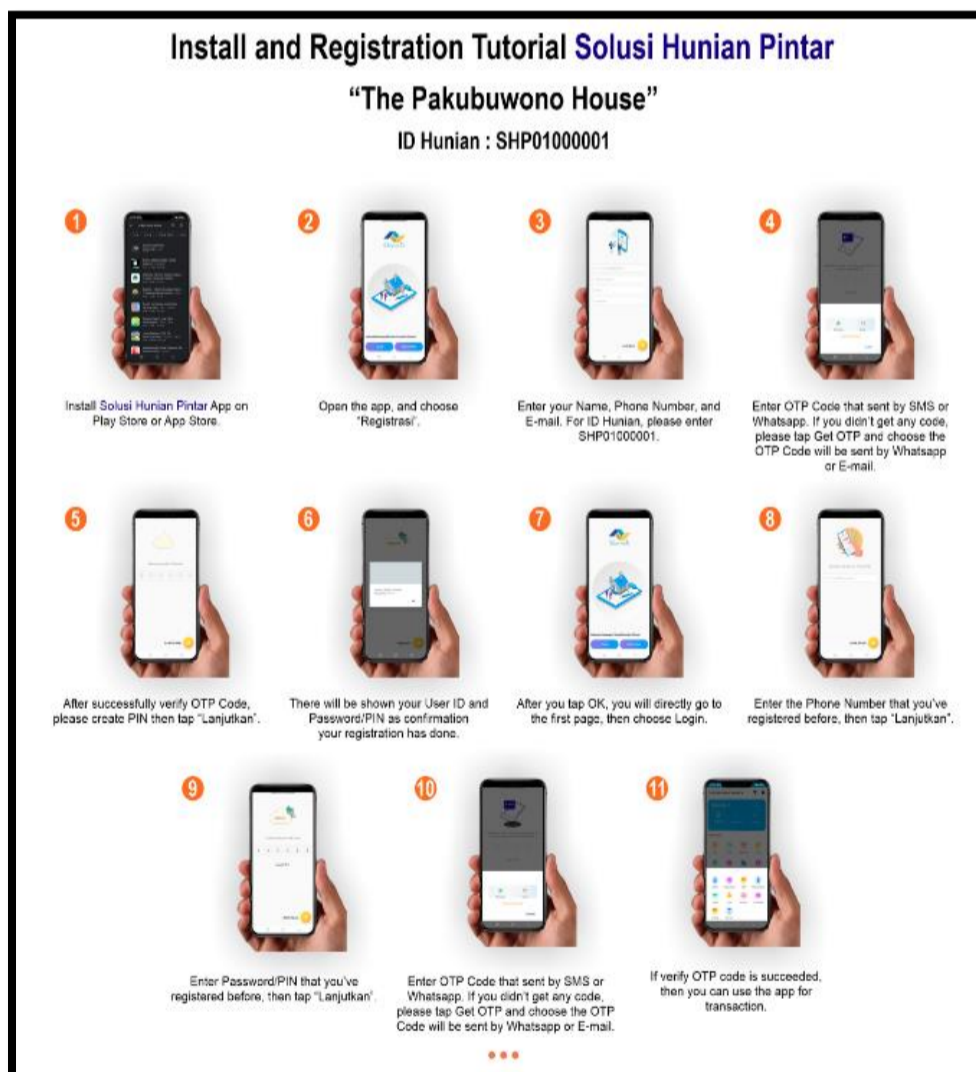 Install and Registration Tutorial Solusi Hunian Pintar
“The Pakubuwono House”
ID Hunian : SHP01000001
1
Install Solusi Hunian Pintar App on
Play Store or App Store.
2
Open the app, and choose
"Registrasi".
3
Enter your Name, Phone Number, and
E-mail. For ID Hunian, please enter
SHP01000001.
4
Enter OTP Code that sent by SMS or
Whatsapp. If you didn't get any code,
please tap Get OTP and choose the
OTP Code will be sent by Whatsapp
or E-mail.
5
After successfully verify OTP Code,
please create PIN then tap "Lanjutkan".
6
There will be shown your User ID and
Password/PIN as confirmation
your registration has done.
7
After you tap OK, you will directly go to
the first page, then choose Login.
8
Enter the Phone Number that you've
registered before, then tap "Lanjutkan".
9
Enter Password/PIN that you've
registered before, then tap "Lanjutkan".
10
Enter OTP Code that sent by SMS or
Whatsapp. If you didn't get any code,
please tap Get OTP and choose the OTP
Code will be sent by Whatsapp or E-mail.
11
If verify OTP code is succeeded,
then you can use the app for
transaction.